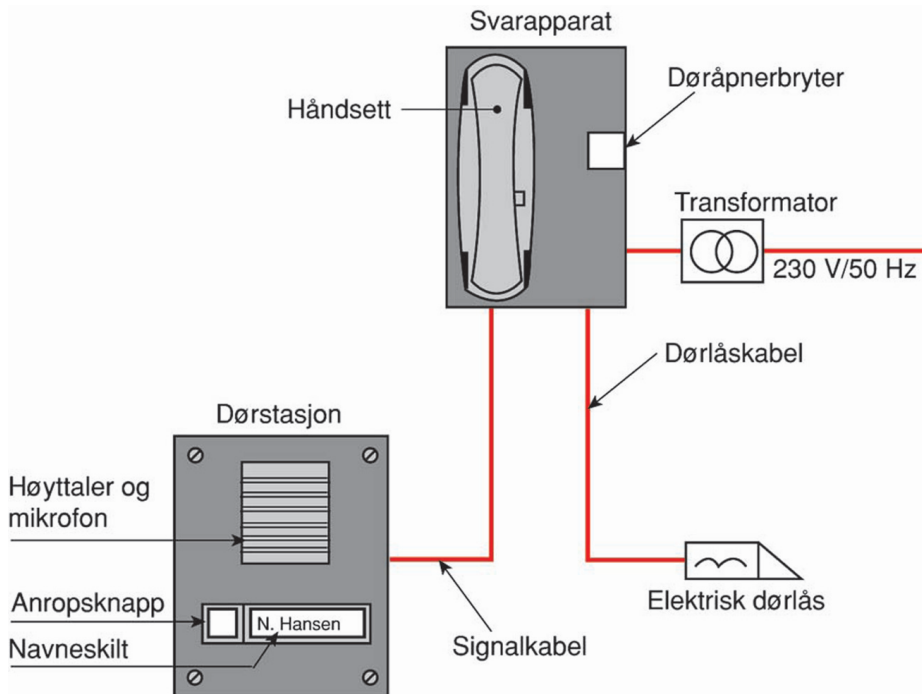 Svarapparat
Døråpnerbryter
Håndsett
Transformator
230 V/50 Hz
Dørlåskabel
Dørstasjon
Høyttaler og
mikrofon
Anropsknapp
N. Hansen
Navneskilt
Signalkabel
Elektrisk dørlås